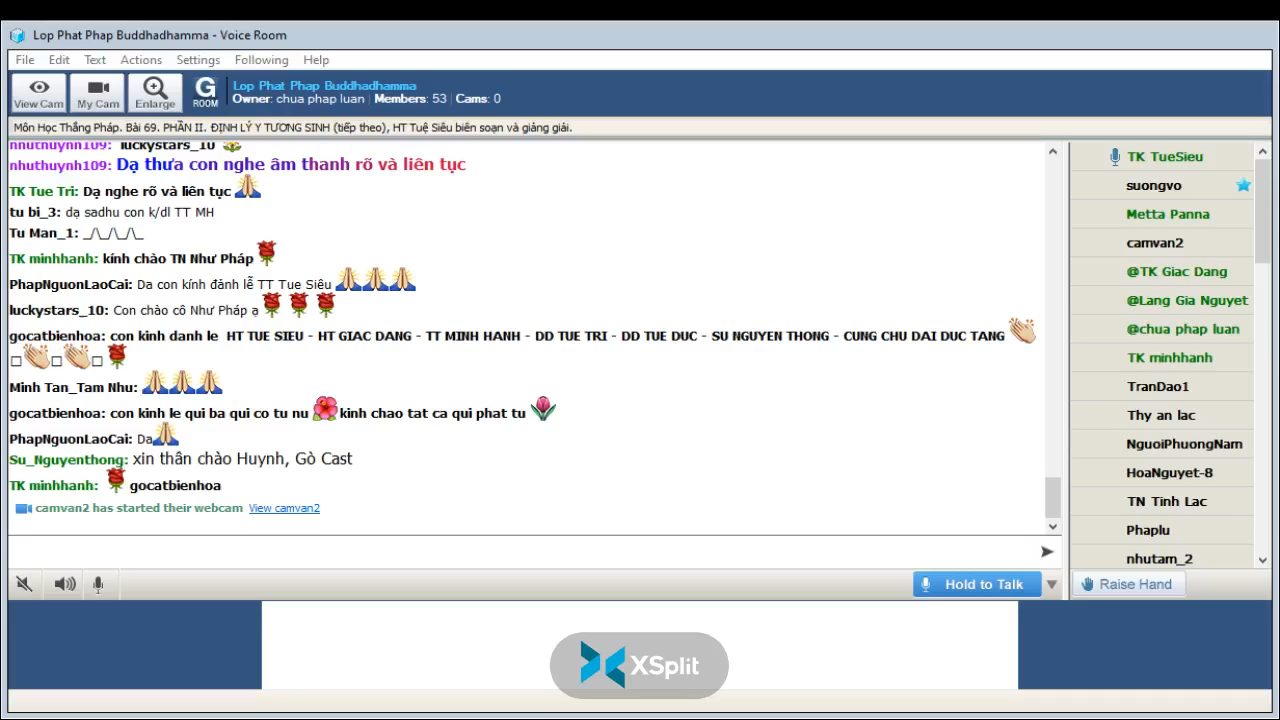 Lop Phat Phap Buddhadhamma - Voice Room
File Edit Text Actions Settings Following Help
View Cam My Cam Enlarge G ROOM
Lop Phat Phap Buddhadhamma
Owner: chua phap luan | Members: 53 | Cams: 0
Môn Học Thắng Pháp. Bài 69. PHẦN II. ĐỊNH LÝ Y TƯƠNG SINH (tiếp theo), HT Tuệ Siêu biên soạn và giảng giải.
nhuthuynh109: luckystars_10
nhuthuynh109: Dạ thưa con nghe âm thanh rõ và liên tục
TK Tue Tri: Dạ nghe rõ và liên tục
tu bi_3: dạ sadhu con k/dl TT MH
Tu Man_1: _/\_/\_/\_
TK minhhanh: kính chào TN Như Pháp
PhapNguonLaoCai: Da con kính đảnh lễ TT Tue Siêu
luckystars_10: Con chào cô Như Pháp ạ
gocatbienhoa: con kinh danh le HT TUE SIEU - HT GIAC DANG - TT MINH HANH - DD TUE TRI - DD TUE DUC - SU NGUYEN THONG - CUNG CHU DAI DUC TANG
Minh Tan_Tam Nhu:
gocatbienhoa: con kinh le qui ba qui co tu nu kinh chao tat ca qui phat tu
PhapNguonLaoCai: Da
Su_Nguyenthong: xin thân chào Huynh, Gò Cast
TK minhhanh: gocatbienhoa
camvan2 has started their webcam View camvan2
Hold to Talk
TK TueSieu
suongvo
Metta Panna
camvan2
@TK Giac Dang
@Lang Gia Nguyet
@chua phap luan
TK minhhanh
TranDao1
Thy an lac
NguoiPhuongNam
HoaNguyet-8
TN Tinh Lac
Phaplu
nhutam_2
Raise Hand
XSplit